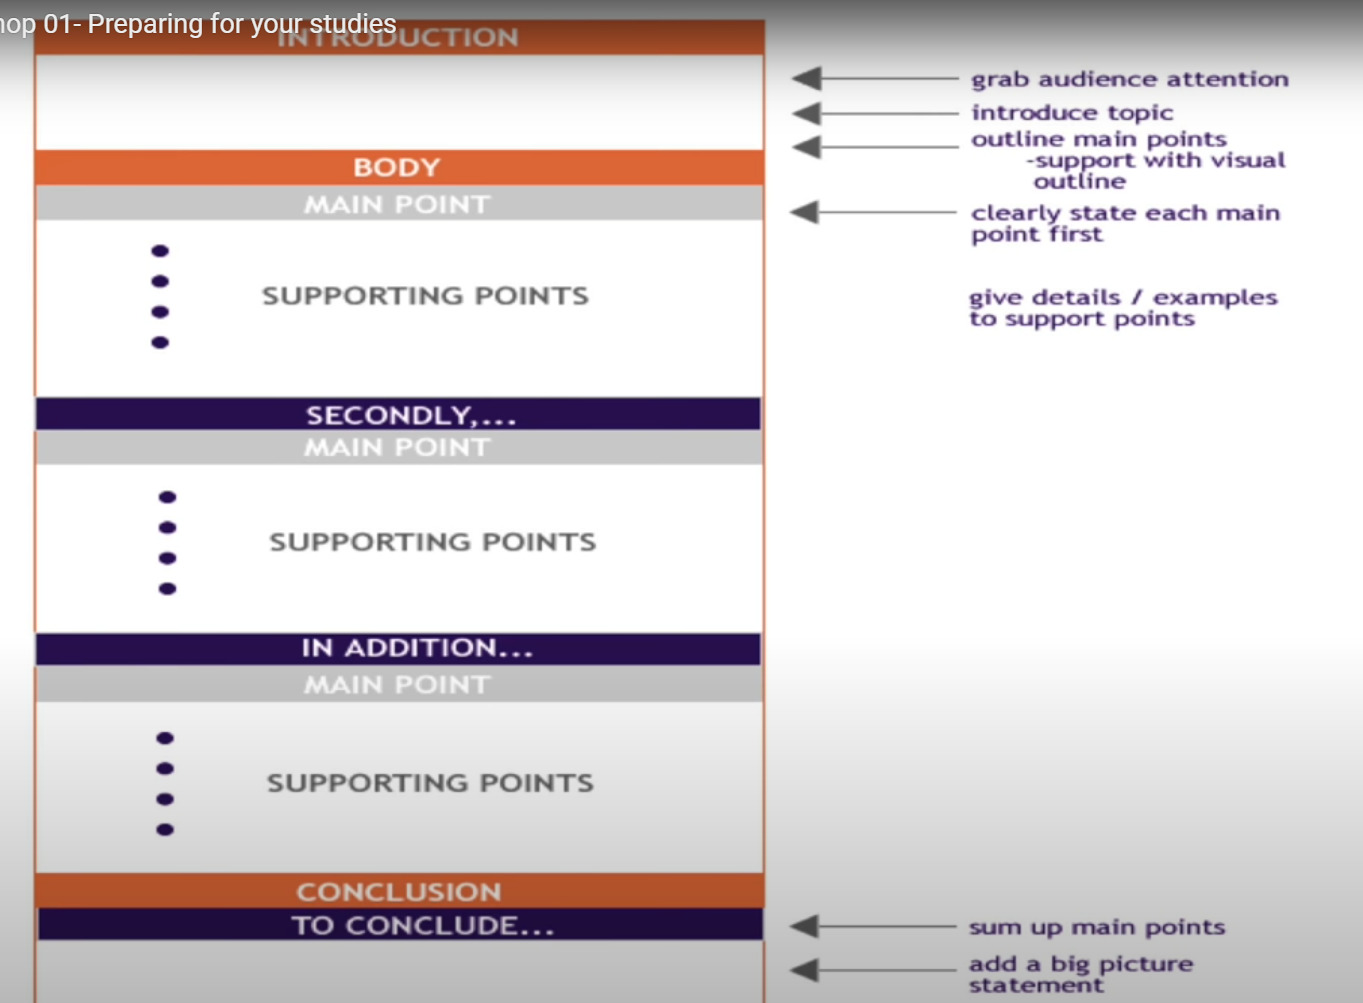 01- Preparing for your studies
INTRODUCTION
grab audience attention
introduce topic
outline main points
-support with visual
outline
BODY
MAIN POINT
clearly state each main
point first
SUPPORTING POINTS
give details / examples
to support points
SECONDLY,...
MAIN POINT
SUPPORTING POINTS
IN ADDITION...
MAIN POINT
SUPPORTING POINTS
CONCLUSION
TO CONCLUDE...
sum up main points
add a big picture
statement